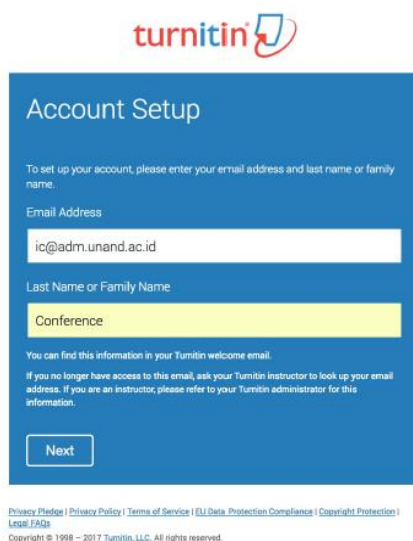 turnitin
Account Setup
To set up your account, please enter your email address and last name or family
name.
Email Address
ic@adm.unand.ac.id
Last Name or Family Name
Conference
You can find this information in your Turnitin welcome email.
If you no longer have access to this email, ask your Turnitin instructor to look up your email
address. If you are an instructor, please refer to your Turnitin administrator for this
information.
Next
Privacy Pledge | Privacy Policy | Terms of Service | EU Data Protection Compliance | Copyright Protection |
Legal FAQs
Copyright © 1998 – 2017 Turnitin, LLC. All rights reserved.